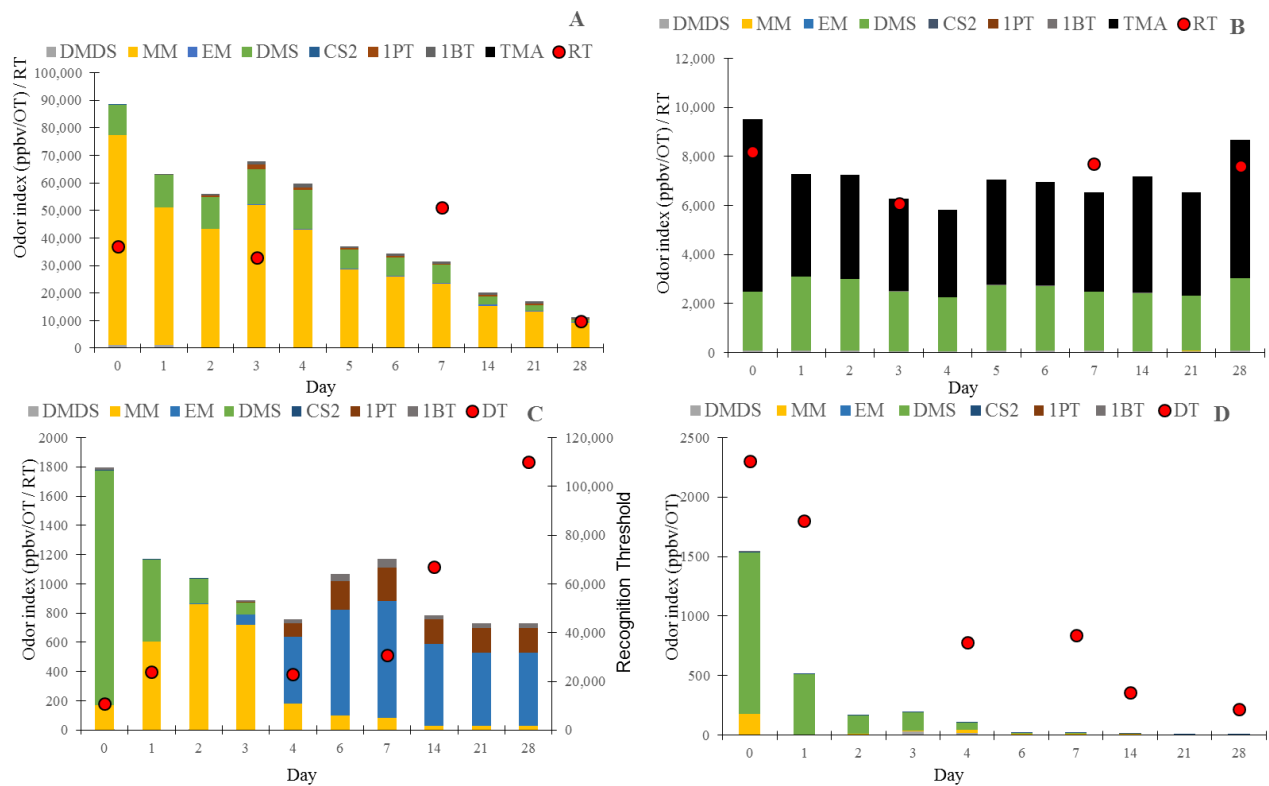 A
DMDS MM EM DMS CS2 1PT 1BT TMA RT
Odor index (ppbv/OT) / RT
100,000
90,000
80,000
70,000
60,000
50,000
40,000
30,000
20,000
10,000
0
0 1 2 3 4 5 6 7 14 21 28
Day
DMDS MM EM DMS CS2 1PT 1BT TMA RT
B
Odor index (ppbv/OT) / RT
12,000
10,000
8,000
6,000
4,000
2,000
0
0 1 2 3 4 5 6 7 14 21 28
Day
DMDS MM EM DMS CS2 1PT 1BT DT
C
Odor index (ppbv/OT / RT)
2000
1800
1600
1400
1200
1000
800
600
400
200
0
120,000
100,000
80,000
60,000
40,000
20,000
0
Recognition Threshold
0 1 2 3 4 6 7 14 21 28
Day
DMDS MM EM DMS CS2 1PT 1BT DT
D
Odor index (ppbv/OT)
2500
2000
1500
1000
500
0
0 1 2 3 4 6 7 14 21 28
Day